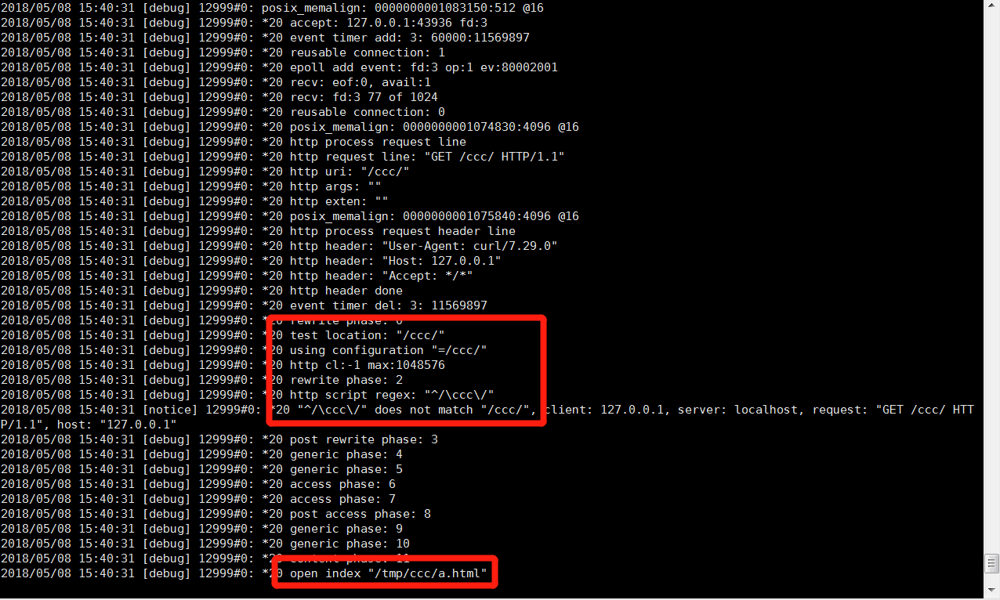 2018/05/08 15:40:31 [debug] 12999#0: posix_memalign: 0000000001083150:512 @16
2018/05/08 15:40:31 [debug] 12999#0: *20 accept: 127.0.0.1:43936 fd:3
2018/05/08 15:40:31 [debug] 12999#0: *20 event timer add: 3: 60000:11569897
2018/05/08 15:40:31 [debug] 12999#0: *20 reusable connection: 1
2018/05/08 15:40:31 [debug] 12999#0: *20 epoll add event: fd:3 op:1 ev:80002001
2018/05/08 15:40:31 [debug] 12999#0: *20 recv: eof:0, avail:1
2018/05/08 15:40:31 [debug] 12999#0: *20 recv: fd:3 77 of 1024
2018/05/08 15:40:31 [debug] 12999#0: *20 reusable connection: 0
2018/05/08 15:40:31 [debug] 12999#0: *20 posix_memalign: 0000000001074830:4096 @16
2018/05/08 15:40:31 [debug] 12999#0: *20 http process request line
2018/05/08 15:40:31 [debug] 12999#0: *20 http request line: "GET /ccc/ HTTP/1.1"
2018/05/08 15:40:31 [debug] 12999#0: *20 http uri: "/ccc/"
2018/05/08 15:40:31 [debug] 12999#0: *20 http args: ""
2018/05/08 15:40:31 [debug] 12999#0: *20 http exten: ""
2018/05/08 15:40:31 [debug] 12999#0: *20 posix_memalign: 0000000001075840:4096 @16
2018/05/08 15:40:31 [debug] 12999#0: *20 http process request header line
2018/05/08 15:40:31 [debug] 12999#0: *20 http header: "User-Agent: curl/7.29.0"
2018/05/08 15:40:31 [debug] 12999#0: *20 http header: "Host: 127.0.0.1"
2018/05/08 15:40:31 [debug] 12999#0: *20 http header: "Accept: */*"
2018/05/08 15:40:31 [debug] 12999#0: *20 http header done
2018/05/08 15:40:31 [debug] 12999#0: *20 event timer del: 3: 11569897
2018/05/08 15:40:31 [debug] 12999#0: *20 rewrite phase: 0
2018/05/08 15:40:31 [debug] 12999#0: *20 test location: "/ccc/"
2018/05/08 15:40:31 [debug] 12999#0: *20 using configuration "=/ccc/"
2018/05/08 15:40:31 [debug] 12999#0: *20 http cl:-1 max:1048576
2018/05/08 15:40:31 [debug] 12999#0: *20 rewrite phase: 2
2018/05/08 15:40:31 [debug] 12999#0: *20 http script regex: "^/\ccc\/"
2018/05/08 15:40:31 [notice] 12999#0: *20 "^/\ccc\/" does not match "/ccc/", client: 127.0.0.1, server: localhost, request: "GET /ccc/ HTT
P/1.1", host: "127.0.0.1"
2018/05/08 15:40:31 [debug] 12999#0: *20 post rewrite phase: 3
2018/05/08 15:40:31 [debug] 12999#0: *20 generic phase: 4
2018/05/08 15:40:31 [debug] 12999#0: *20 generic phase: 5
2018/05/08 15:40:31 [debug] 12999#0: *20 access phase: 6
2018/05/08 15:40:31 [debug] 12999#0: *20 access phase: 7
2018/05/08 15:40:31 [debug] 12999#0: *20 post access phase: 8
2018/05/08 15:40:31 [debug] 12999#0: *20 generic phase: 9
2018/05/08 15:40:31 [debug] 12999#0: *20 generic phase: 10
2018/05/08 15:40:31 [debug] 12999#0: *20 content phase: 11
2018/05/08 15:40:31 [debug] 12999#0: *20 open index "/tmp/ccc/a.html"